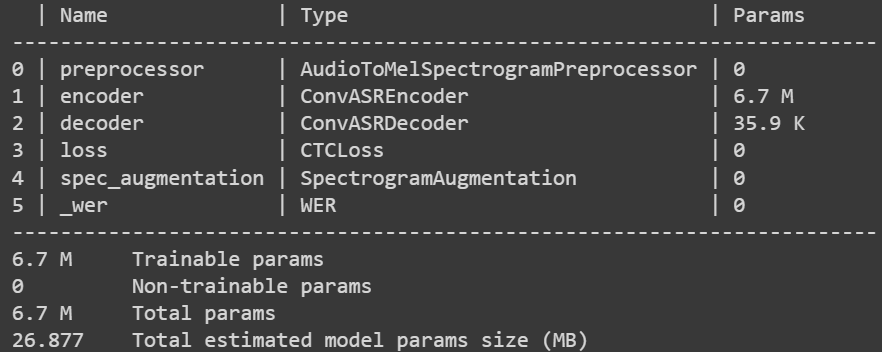 | Name              | Type                              | Params
------------------------------------------------------------------------
0 | preprocessor      | AudioToMelSpectrogramPreprocessor | 0
1 | encoder           | ConvASREncoder                    | 6.7 M
2 | decoder           | ConvASRDecoder                    | 35.9 K
3 | loss              | CTCLoss                           | 0
4 | spec_augmentation | SpectrogramAugmentation           | 0
5 | _wer              | WER                               | 0
------------------------------------------------------------------------
6.7 M     Trainable params
0         Non-trainable params
6.7 M     Total params
26.877    Total estimated model params size (MB)